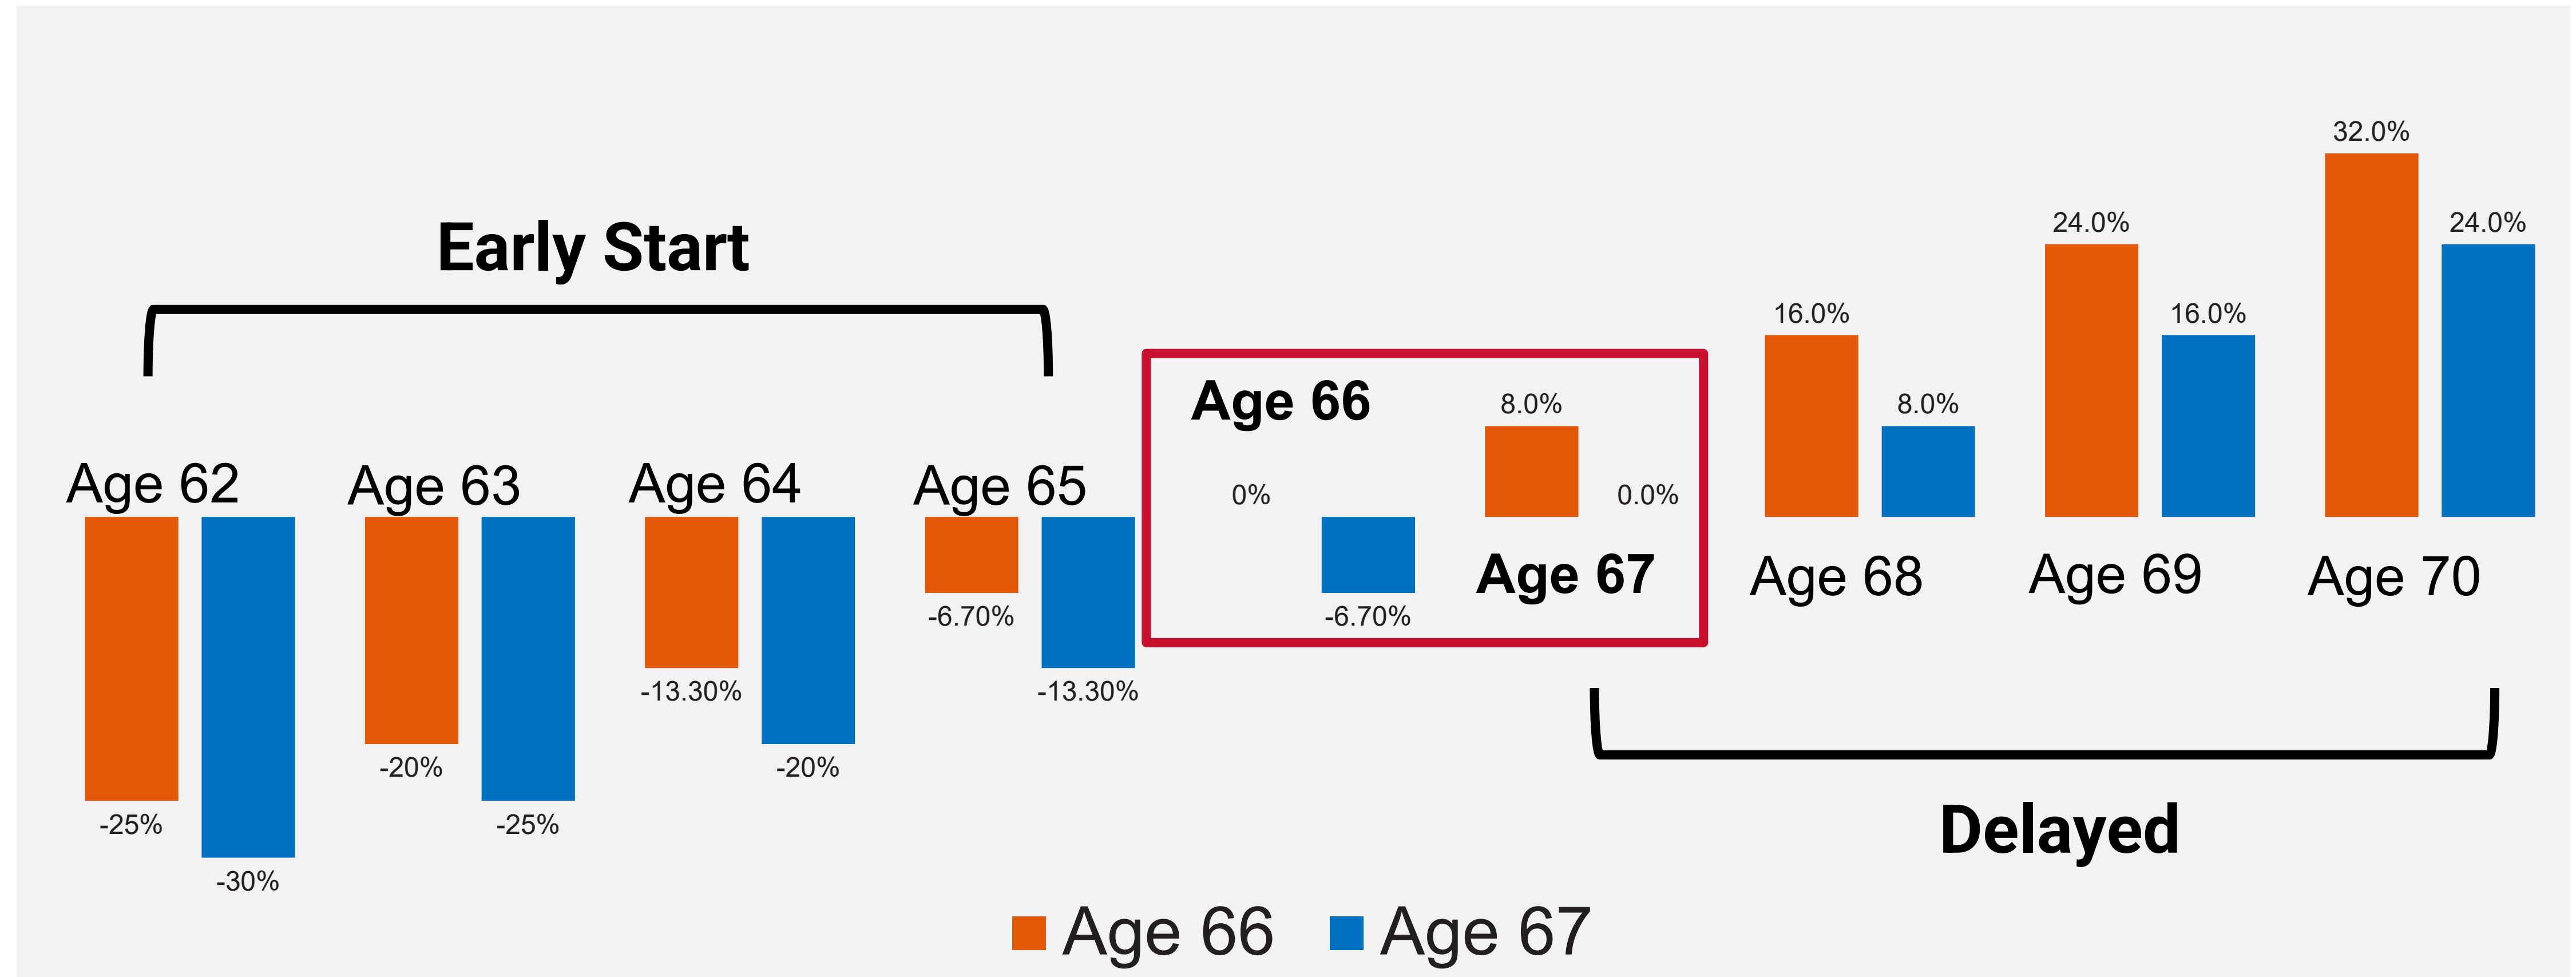 32.0%
24.0%
24.0%
Early Start
16.0%
16.0%
Age 66
8.0%
8.0%
Age 62
Age 63
Age 64
Age 65
0%
0.0%
Age 67
Age 68
Age 69
Age 70
-6.70%
-6.70%
-13.30%
-13.30%
-20%
-20%
-25%
-25%
Delayed
-30%
Age 66
Age 67